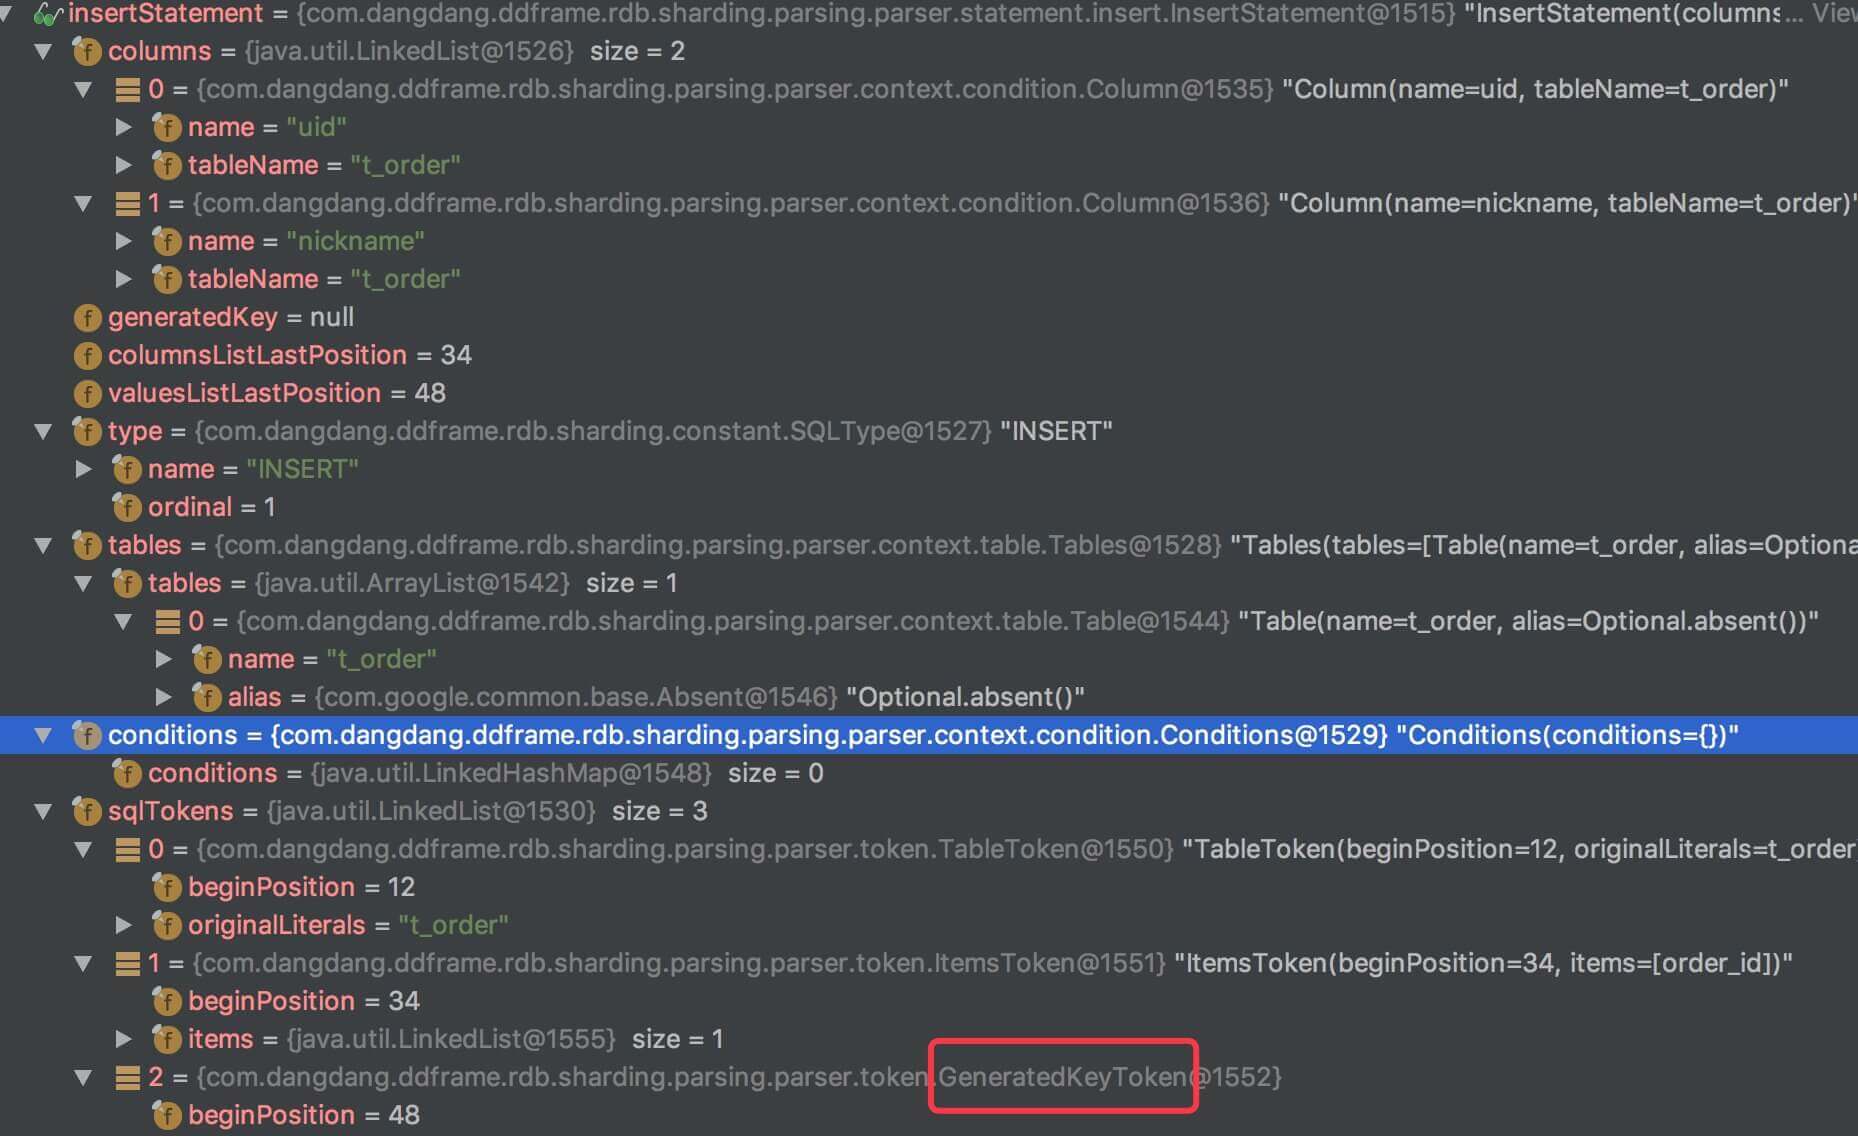 insertStatement = {com.dangdang.ddframe.rdb.sharding.parsing.parser.statement.insert.InsertStatement@1515} "InsertStatement(columns... View
columns = {java.util.LinkedList@1526} size = 2
0 = {com.dangdang.ddframe.rdb.sharding.parsing.parser.context.condition.Column@1535} "Column(name=uid, tableName=t_order)"
name = "uid"
tableName = "t_order"
1 = {com.dangdang.ddframe.rdb.sharding.parsing.parser.context.condition.Column@1536} "Column(name=nickname, tableName=t_order)"
name = "nickname"
tableName = "t_order"
generatedKey = null
columnsListLastPosition = 34
valuesListLastPosition = 48
type = {com.dangdang.ddframe.rdb.sharding.constant.SQLType@1527} "INSERT"
name = "INSERT"
ordinal = 1
tables = {com.dangdang.ddframe.rdb.sharding.parsing.parser.context.table.Tables@1528} "Tables(tables=[Table(name=t_order, alias=Optiona
tables = {java.util.ArrayList@1542} size = 1
0 = {com.dangdang.ddframe.rdb.sharding.parsing.parser.context.table.Table@1544} "Table(name=t_order, alias=Optional.absent())"
name = "t_order"
alias = {com.google.common.base.Absent@1546} "Optional.absent()"
conditions = {com.dangdang.ddframe.rdb.sharding.parsing.parser.context.condition.Conditions@1529} "Conditions(conditions={})"
conditions = {java.util.LinkedHashMap@1548} size = 0
sqlTokens = {java.util.LinkedList@1530} size = 3
0 = {com.dangdang.ddframe.rdb.sharding.parsing.parser.token.TableToken@1550} "TableToken(beginPosition=12, originalLiterals=t_order
beginPosition = 12
originalLiterals = "t_order"
1 = {com.dangdang.ddframe.rdb.sharding.parsing.parser.token.ItemsToken@1551} "ItemsToken(beginPosition=34, items=[order_id])"
beginPosition = 34
items = {java.util.LinkedList@1555} size = 1
2 = {com.dangdang.ddframe.rdb.sharding.parsing.parser.token.GeneratedKeyToken@1552}
beginPosition = 48